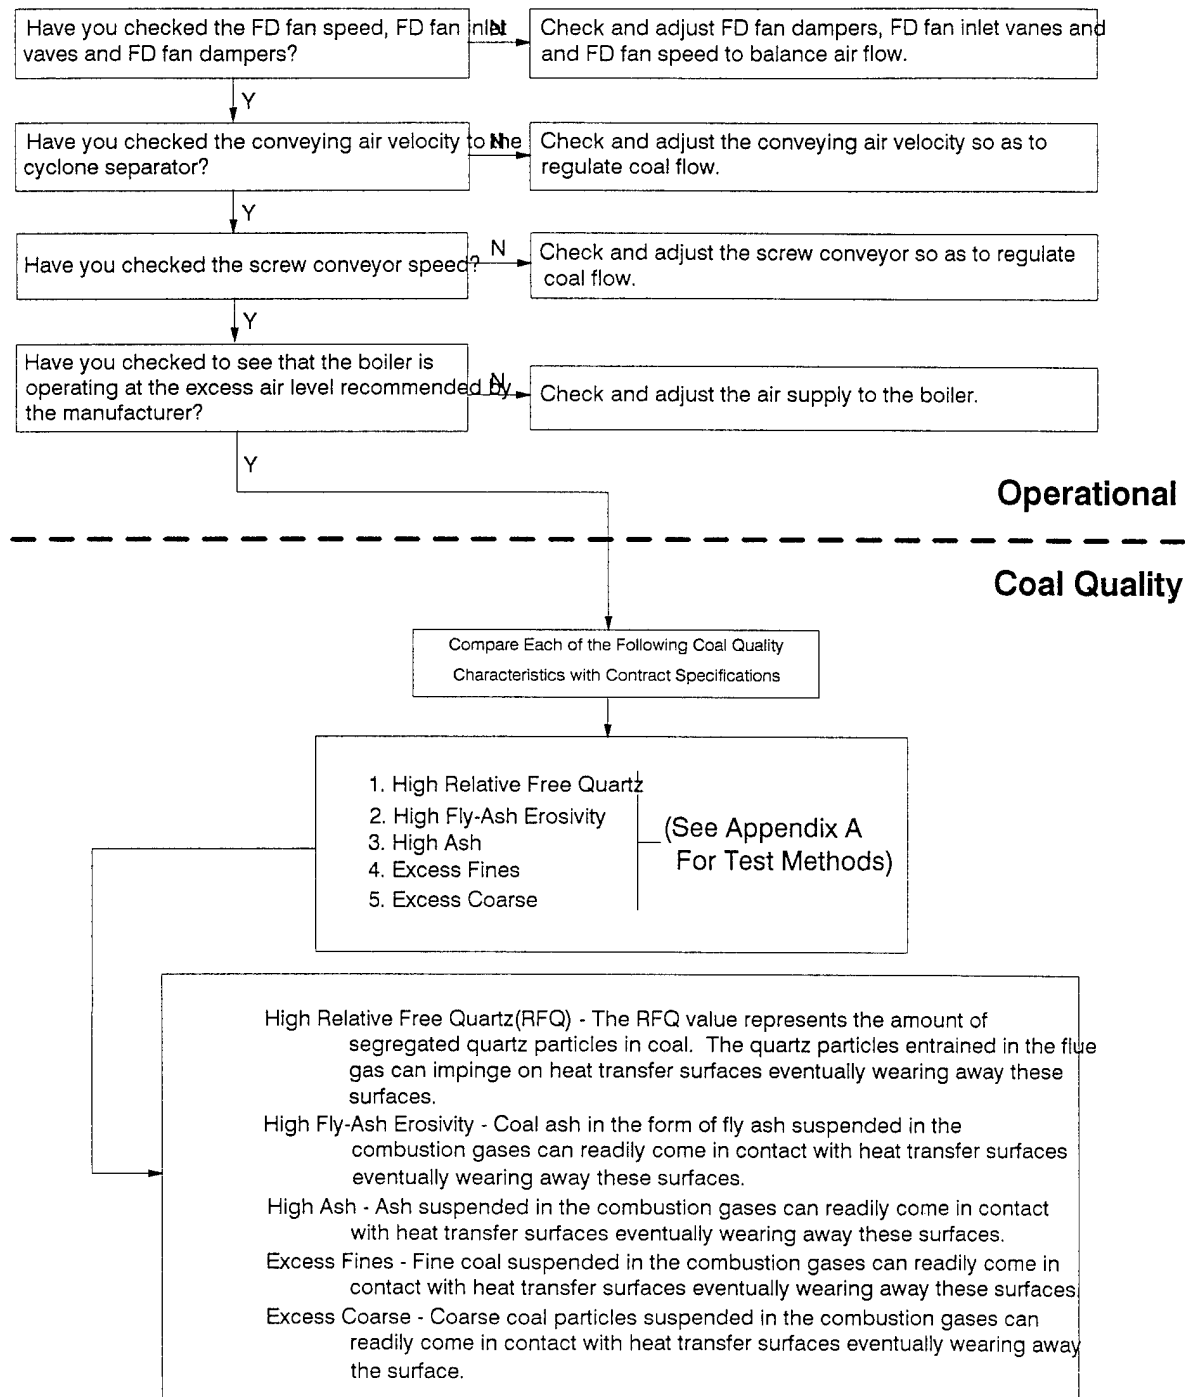 Have you checked the FD fan speed, FD fan inlet
vaves and FD fan dampers?
N
Check and adjust FD fan dampers, FD fan inlet vanes and
and FD fan speed to balance air flow.
Y
Have you checked the conveying air velocity to the
cyclone separator?
N
Check and adjust the conveying air velocity so as to
regulate coal flow.
Y
Have you checked the screw conveyor speed?
N
Check and adjust the screw conveyor so as to regulate
coal flow.
Y
Have you checked to see that the boiler is
operating at the excess air level recommended by
the manufacturer?
N
Check and adjust the air supply to the boiler.
Y
Operational
Coal Quality
Compare Each of the Following Coal Quality
Characteristics with Contract Specifications
1. High Relative Free Quartz
2. High Fly-Ash Erosivity
3. High Ash
4. Excess Fines
5. Excess Coarse
(See Appendix A
For Test Methods)
High Relative Free Quartz(RFQ) - The RFQ value represents the amount of
segregated quartz particles in coal. The quartz particles entrained in the flue
gas can impinge on heat transfer surfaces eventually wearing away these
surfaces.
High Fly-Ash Erosivity - Coal ash in the form of fly ash suspended in the
combustion gases can readily come in contact with heat transfer surfaces
eventually wearing away these surfaces.
High Ash - Ash suspended in the combustion gases can readily come in contact
with heat transfer surfaces eventually wearing away these surfaces.
Excess Fines - Fine coal suspended in the combustion gases can readily come in
contact with heat transfer surfaces eventually wearing away these surfaces.
Excess Coarse - Coarse coal particles suspended in the combustion gases can
readily come in contact with heat transfer surfaces eventually wearing away
the surface.